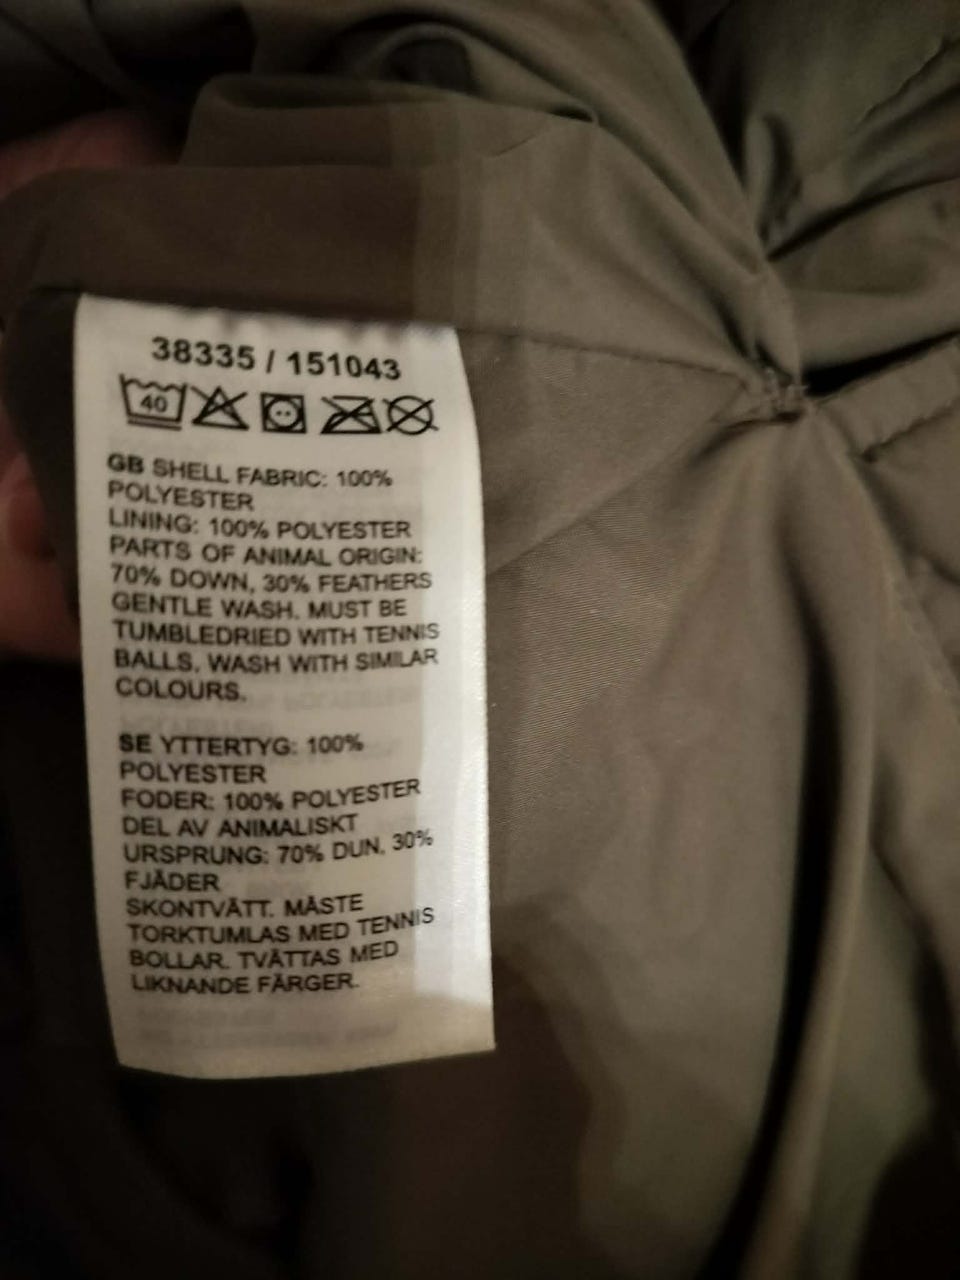 38335 / 151043
40
GB SHELL FABRIC: 100%
POLYESTER
LINING: 100% POLYESTER
PARTS OF ANIMAL ORIGIN:
70% DOWN, 30% FEATHERS
GENTLE WASH. MUST BE
TUMBLEDRIED WITH TENNIS
BALLS. WASH WITH SIMILAR
COLOURS.
SE YTTERTYG: 100%
POLYESTER
FODER: 100% POLYESTER
DEL AV ANIMALISKT
URSPRUNG: 70% DUN, 30%
FJÄDER
SKONTVÄTT. MÅSTE
TORKTUMLAS MED TENNIS
BOLLAR. TVÄTTAS MED
LIKNANDE FÄRGER.